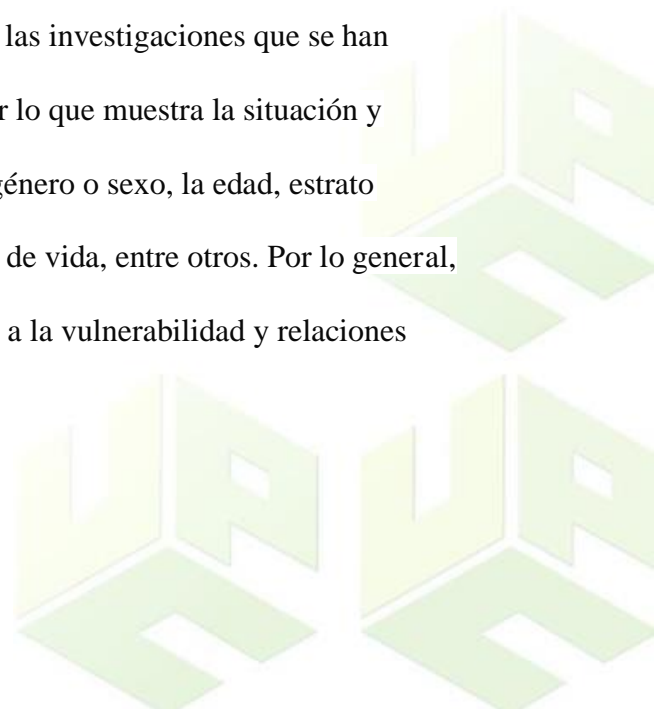 las investigaciones que se han
r lo que muestra la situación y
género o sexo, la edad, estrato
de vida, entre otros. Por lo general,
a la vulnerabilidad y relaciones